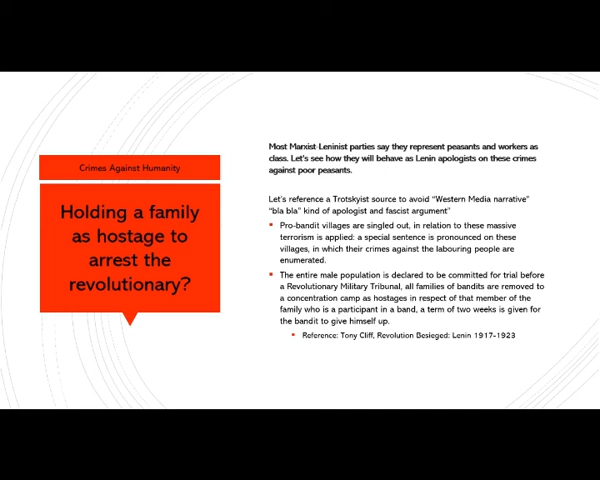 Crimes Against Humanity
Holding a family
as hostage to
arrest the
revolutionary?
Most Marxist-Leninist parties say they represent peasants and workers as
class. Let's see how they will behave as Lenin apologists on these crimes
against poor peasants.
Let's reference a Trotskyist source to avoid “Western Media narrative”
“bla bla” kind of apologist and fascist argument”
▪ Pro-bandit villages are singled out, in relation to these massive
terrorism is applied: a special sentence is pronounced on these
villages, in which their crimes against the labouring people are
enumerated.
▪ The entire male population is declared to be committed for trial before
a Revolutionary Military Tribunal, all families of bandits are removed to
a concentration camp as hostages in respect of that member of the
family who is a participant in a band, a term of two weeks is given for
the bandit to give himself up.
▪ Reference: Tony Cliff, Revolution Besieged: Lenin 1917-1923